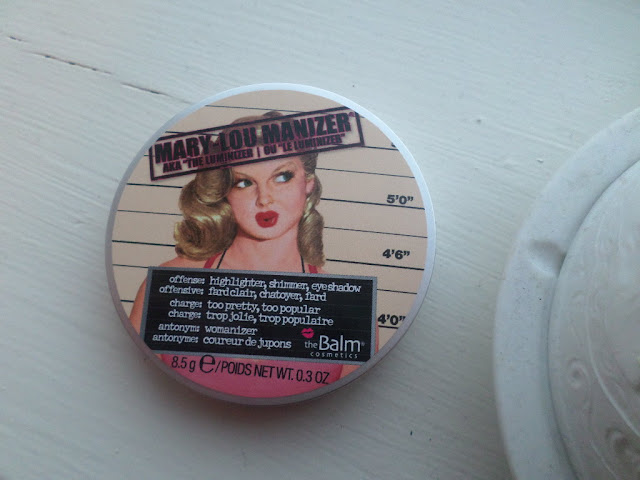 MARY-LOU MANIZER®
AKA "THE LUMINIZER" | OU "LE LUMINIZER"
5'0"
4'6"
4'0"
offense: highlighter, shimmer, eyeshadow
offensive: fard clair, chatoyer, fard
charge: too pretty, too popular
charge: trop jolie, trop populaire
antonym: womanizer
antonyme: coureur de jupons
theBalm®
cosmetics
8.5 g e/POIDS NET WT. 0.3 OZ